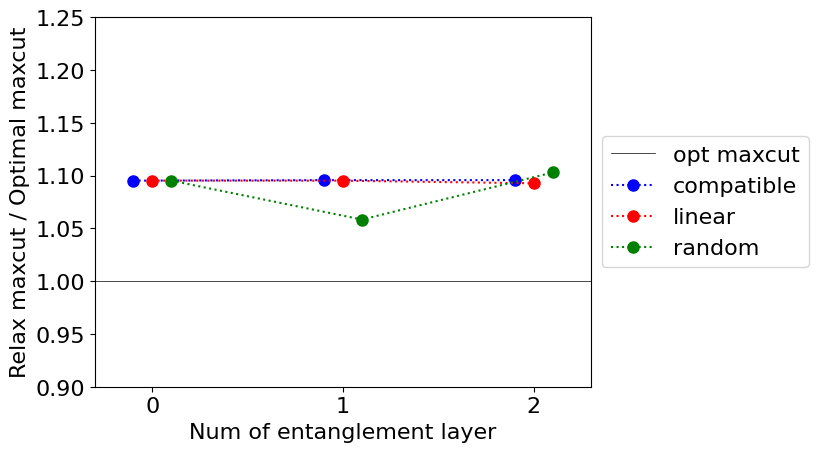 Relax maxcut / Optimal maxcut
1.25
1.20
1.15
1.10
1.05
1.00
0.95
0.90
0 1 2
Num of entanglement layer
opt maxcut
compatible
linear
random